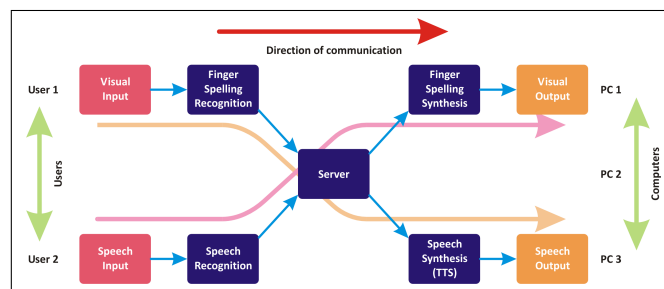 Direction of communication
User 1
Visual
Input
Finger
Spelling
Recognition
Finger
Spelling
Synthesis
Visual
Output
PC 1
Users
Server
PC 2
Computers
User 2
Speech
Input
Speech
Recognition
Speech
Synthesis
(TTS)
Speech
Output
PC 3